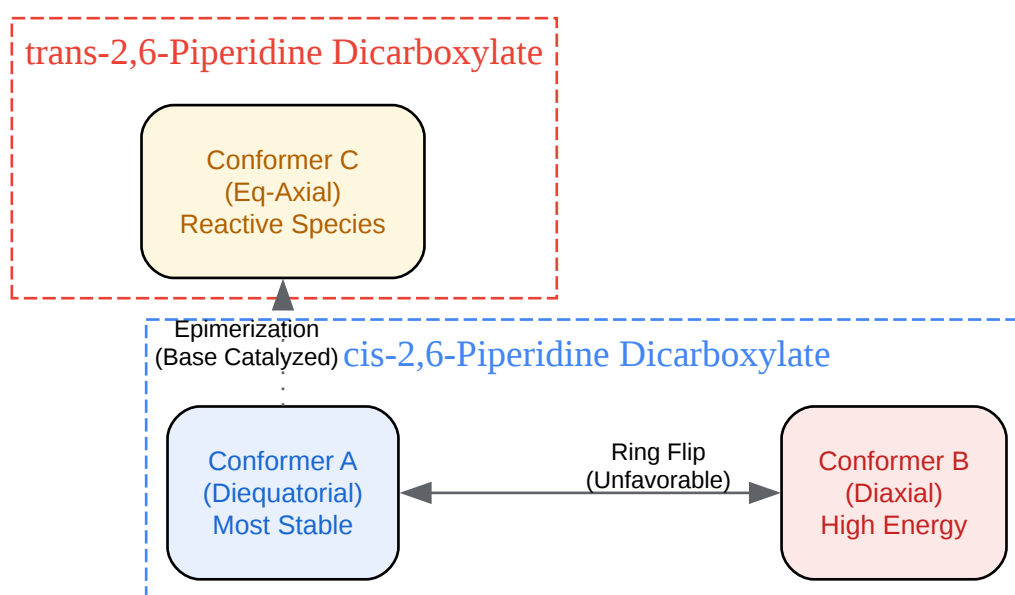 trans-2,6-Piperidine Dicarboxylate
Conformer C
(Eq-Axial)
Reactive Species
Epimerization
(Base Catalyzed)
cis-2,6-Piperidine Dicarboxylate
Conformer A
(Diequatorial)
Most Stable
Ring Flip
(Unfavorable)
Conformer B
(Diaxial)
High Energy